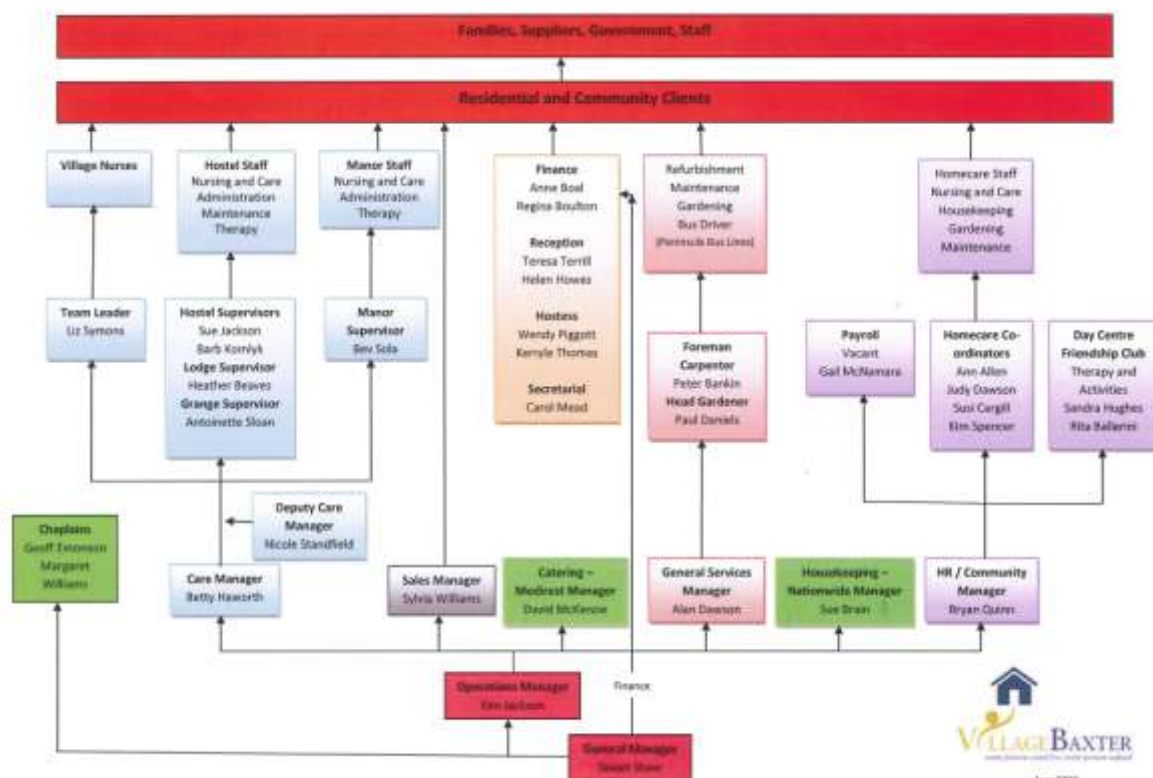 Families, Suppliers, Government, Staff
Residential and Community Clients
Village Nurses
Hostel Staff
Nursing and Care
Administration
Maintenance
Therapy
Manor Staff
Nursing and Care
Administration
Therapy
Finance
Anne Boal
Regina Boulton
Reception
Teresa Terrill
Helen Howes
Hostess
Wendy Piggott
Kerryle Thomas
Secretarial
Carol Mead
Refurbishment
Maintenance
Gardening
Bus Driver
(Peninsula Bus Lines)
Homecare Staff
Nursing and Care
Housekeeping
Gardening
Maintenance
Team Leader
Liz Symons
Hostel Supervisors
Sue Jackson
Barb Komlyk
Lodge Supervisor
Heather Beaves
Grange Supervisor
Antoinette Sloan
Manor
Supervisor
Bev Sola
Foreman
Carpenter
Peter Bankin
Head Gardener
Paul Daniels
Payroll
Vacant
Gail McNamara
Homecare Co-
ordinators
Ann Allen
Judy Dawson
Susi Cargill
Kim Spencer
Day Centre
Friendship Club
Therapy and
Activities
Sandra Hughes
Rita Ballerini
Chaplains
Geoff
Margaret
Williams
Deputy Care
Manager
Nicole Standfield
Care Manager
Betty Haworth
Sales Manager
Sylvia Williams
Catering –
Medirest Manager
David McKenzie
General Services
Manager
Alan Dawson
Housekeeping –
Nationwide Manager
Sue Brain
HR / Community
Manager
Bryan Quinn
Operations Manager
Kim Jackson
Finance
General Manager
VILLAGE BAXTER